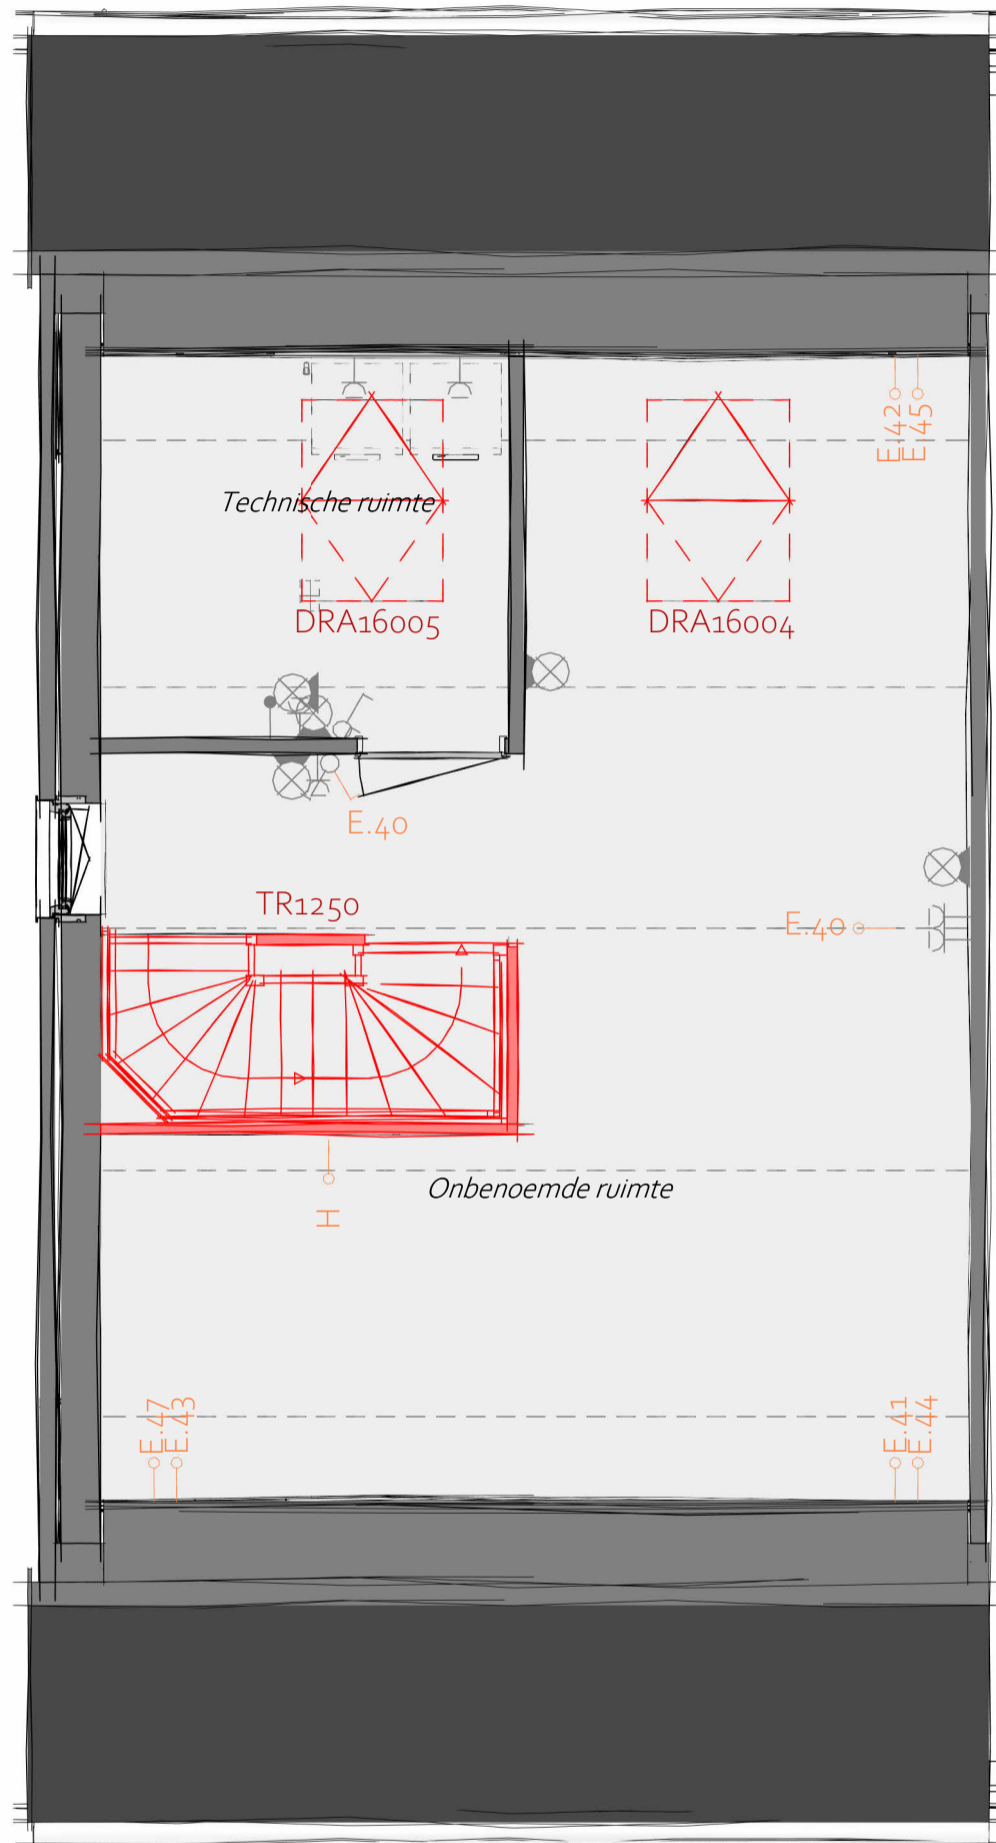 E.42
E.45
Technische ruimte
DRA16005
DRA16004
E.40
TR1250
E.40
Onbenoemde ruimte
H
E.47
E.43
E.41
E.44